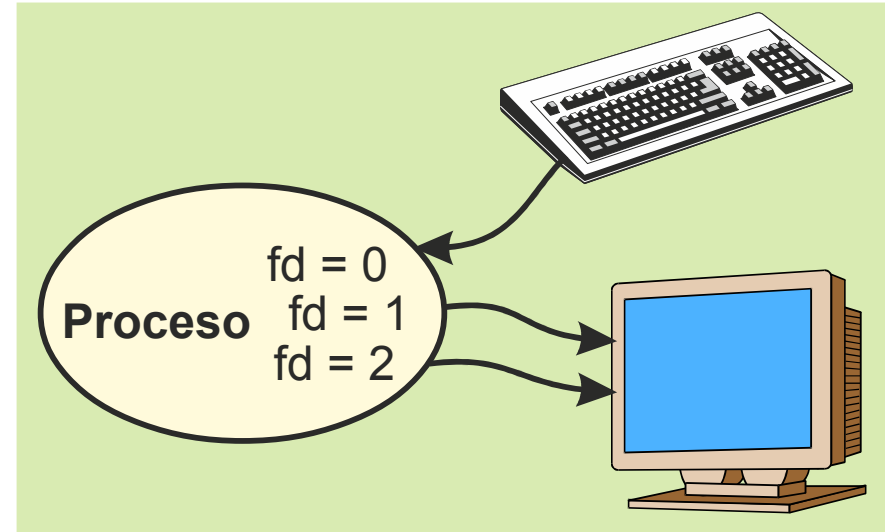 fd = 0
Proceso fd = 1
fd = 2